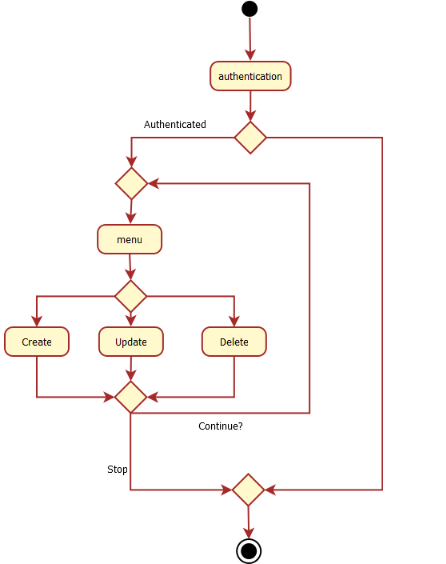 authentication
Authenticated
menu
Create
Update
Delete
Continue?
Stop